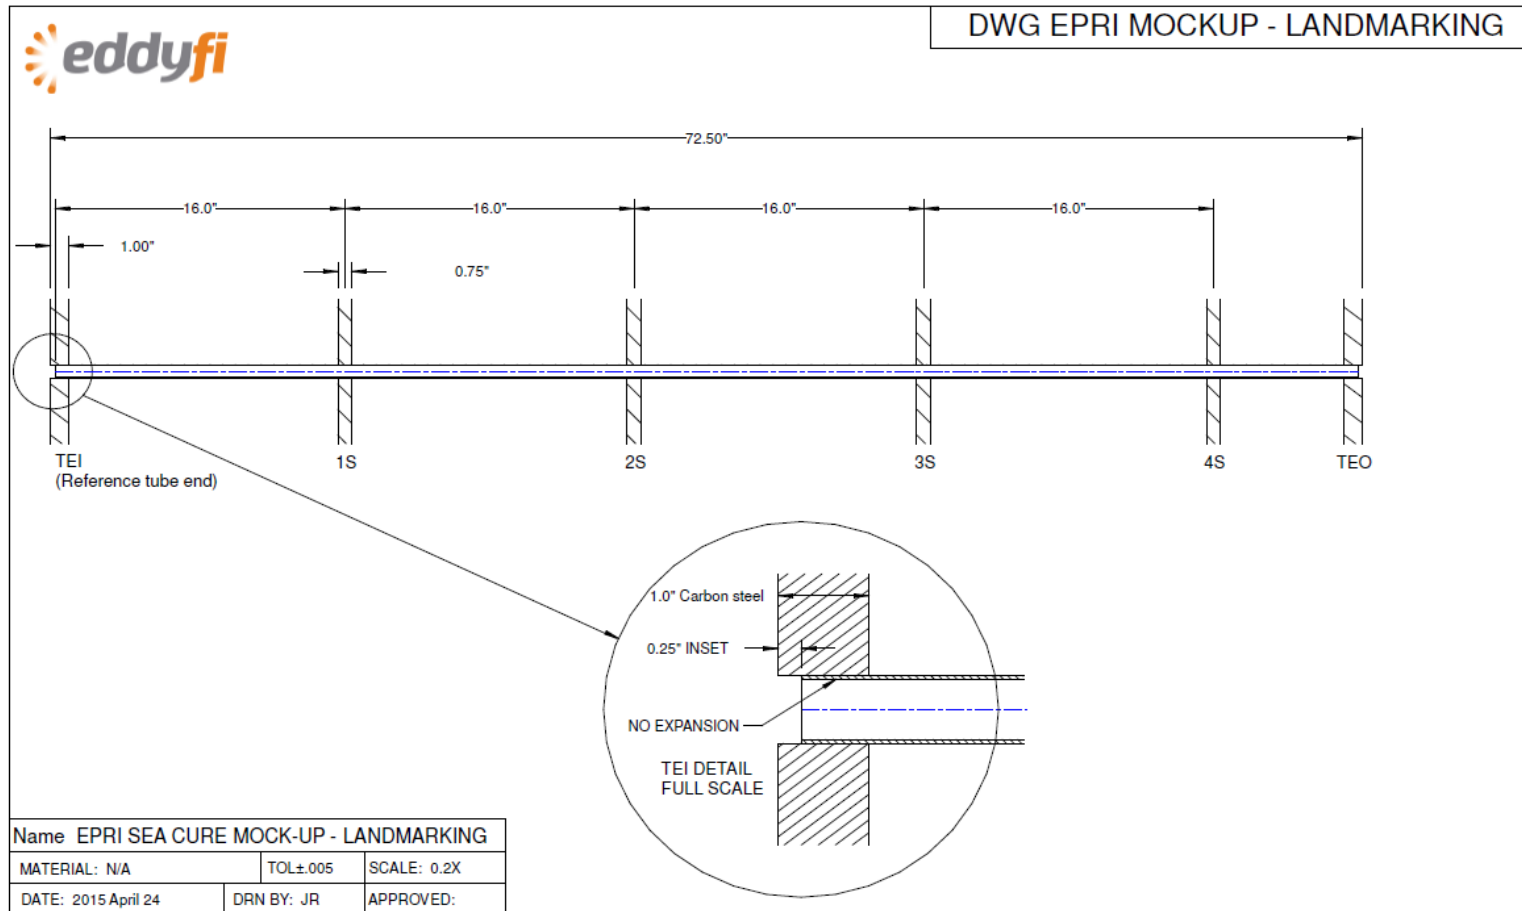 eddyfi
DWG EPRI MOCKUP - LANDMARKING
72.50"
16.0"
16.0"
16.0"
16.0"
1.00"
0.75"
TEI
(Reference tube end)
1S
2S
3S
4S
TEO
1.0" Carbon steel
0.25" INSET
NO EXPANSION
TEI DETAIL
FULL SCALE
Name EPRI SEA CURE MOCK-UP - LANDMARKING
MATERIAL: N/A
TOL±.005
SCALE: 0.2X
DATE: 2015 April 24
DRN BY: JR
APPROVED: